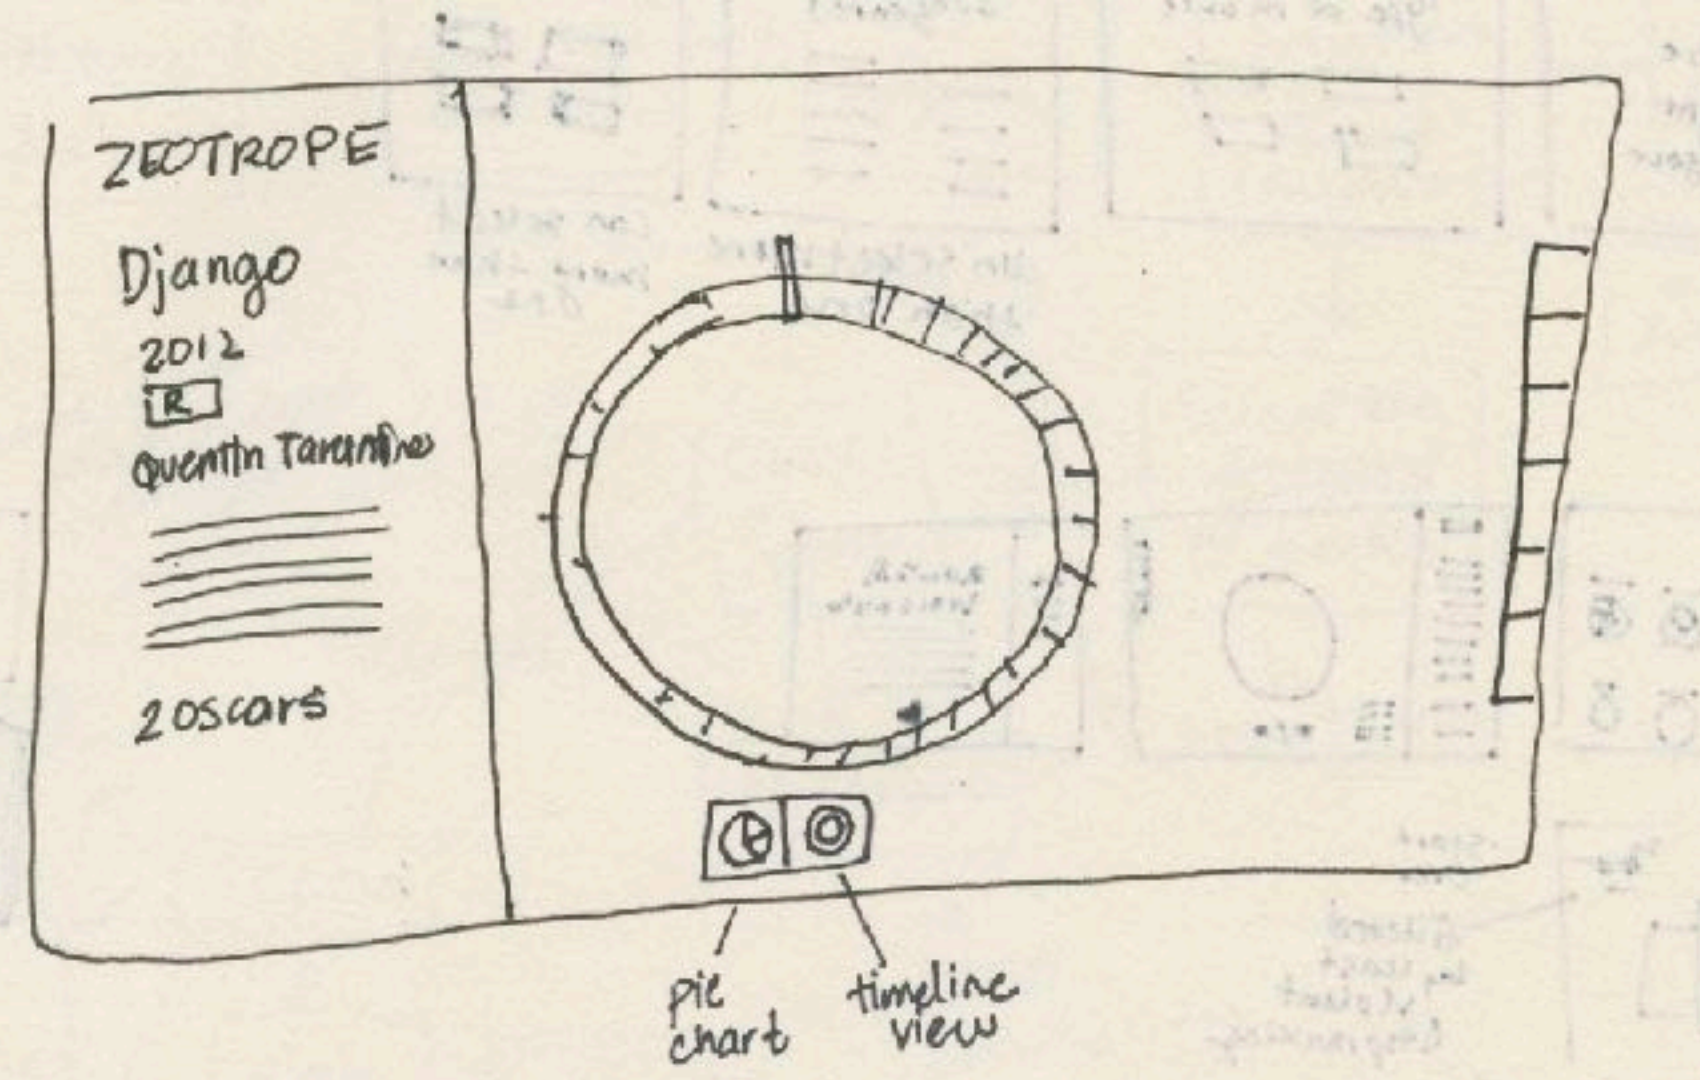 ZEOTROPE
Django
2012
R
Quentin Tarantino
2 Oscars
pie
chart
timeline
view